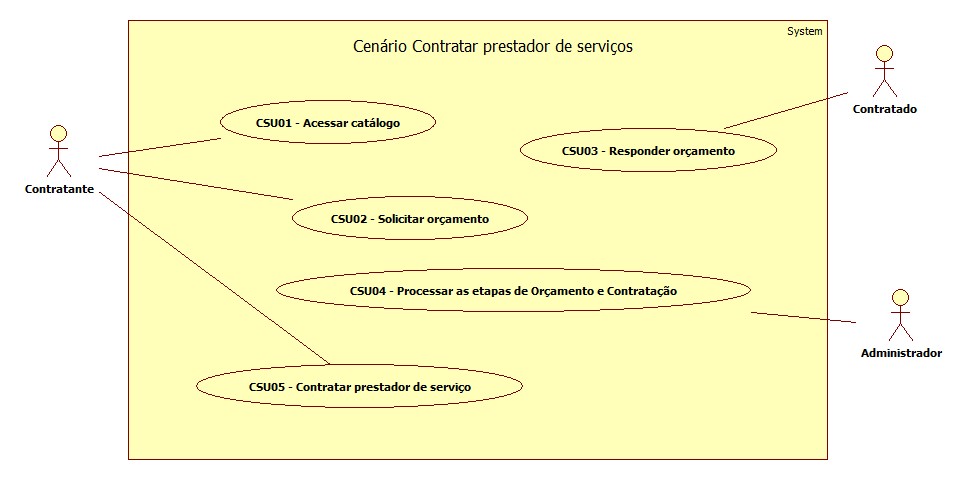 System
Cenário Contratar prestador de serviços
Contratado
CSU01 - Acessar catálogo
CSU03 - Responder orçamento
Contratante
CSU02 - Solicitar orçamento
CSU04 - Processar as etapas de Orçamento e Contratação
Administrador
CSU05 - Contratar prestador de serviço